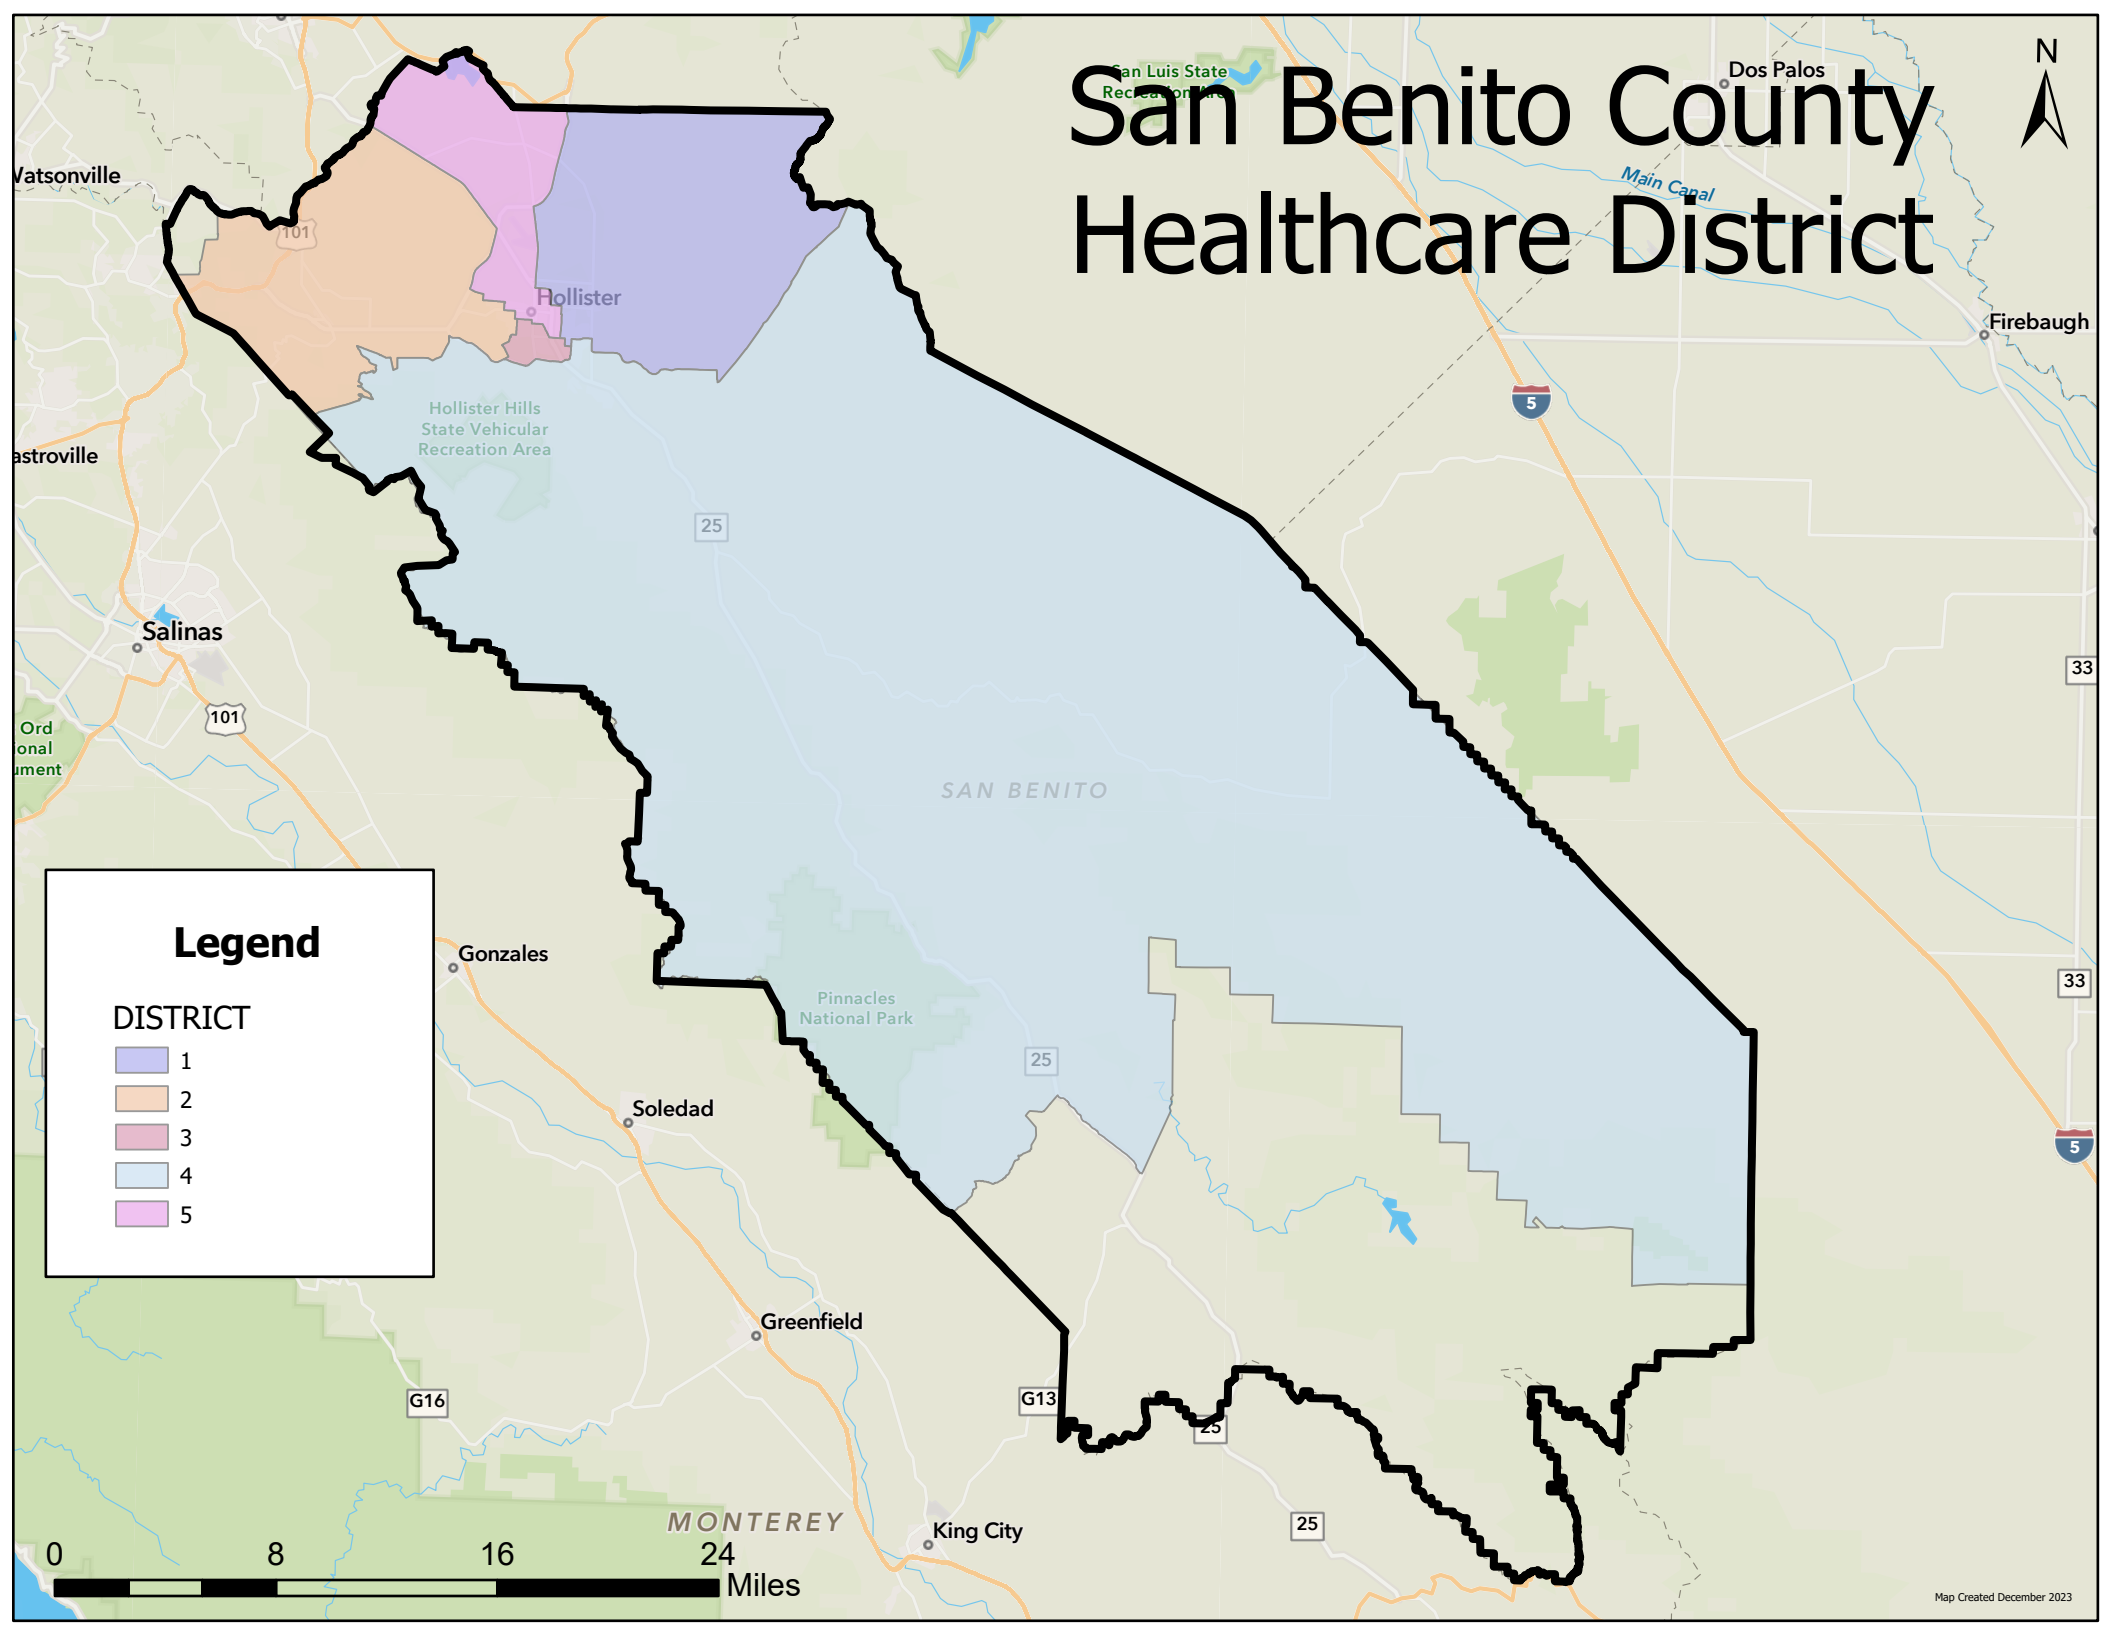 San Benito County
Healthcare District
N
San Luis State
Recreation Area
Dos Palos
Main Canal
Watsonville
101
Hollister
Firebaugh
5
Hollister Hills
State Vehicular
Recreation Area
astroville
25
Salinas
33
101
Ord
ional
ument
SAN BENITO
Legend
DISTRICT
1
2
3
4
5
Gonzales
33
Pinnacles
National Park
25
Soledad
5
Greenfield
G13
G16
25
MONTEREY
King City
25
0 8 16 24
Miles
Map Created December 2023